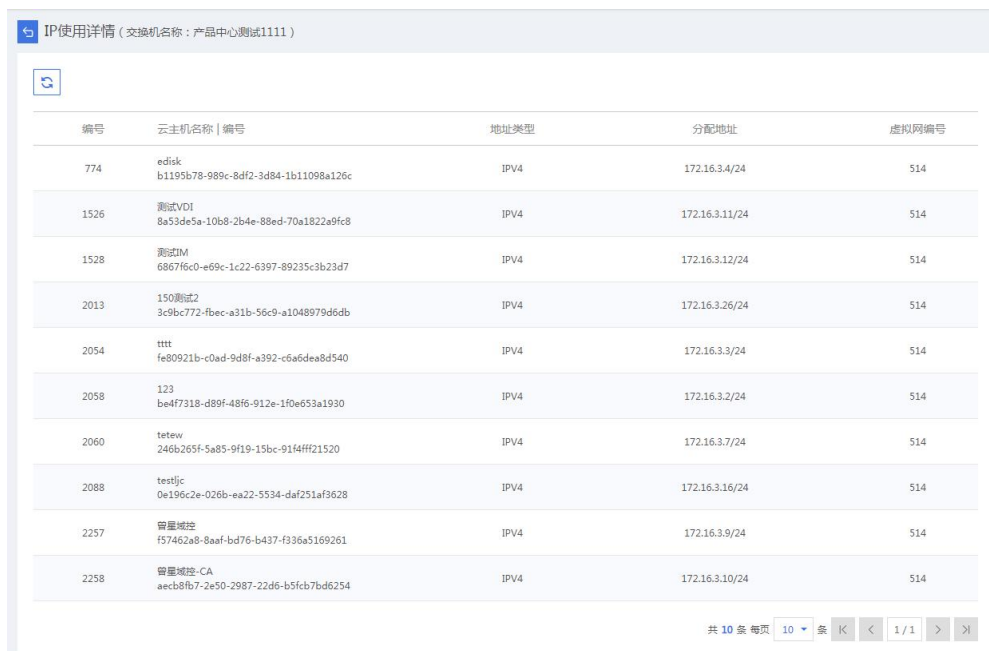 IP使用详情 ( 交换机名称：产品中心测试1111 )
编号 云主机名称 | 编号 地址类型 分配地址 虚拟网编号
edisk
774 b1195b78-989c-8df2-3d84-1b11098a126c IPV4 172.16.3.4/24 514
测试VDI
1526 8a53de5a-10b8-2b4e-88ed-70a1822a9fc8 IPV4 172.16.3.11/24 514
测试IM
1528 6867f6c0-e69c-1c22-6397-89235c3b23d7 IPV4 172.16.3.12/24 514
150测试2
2013 3c9bc772-fbec-a31b-56c9-a1048979d6db IPV4 172.16.3.26/24 514
tttt
2054 fe80921b-c0ad-9d8f-a392-c6a6dea8d540 IPV4 172.16.3.3/24 514
123
2058 be4f7318-d89f-48f6-912e-1f0e653a1930 IPV4 172.16.3.2/24 514
tetew
2060 246b265f-5a85-9f19-15bc-91f4fff21520 IPV4 172.16.3.7/24 514
testljc
2088 0e196c2e-026b-ea22-5534-daf251af3628 IPV4 172.16.3.16/24 514
曾星域控
2257 f57462a8-8aaf-bd76-b437-f336a5169261 IPV4 172.16.3.9/24 514
曾星域控-CA
2258 aecb8fb7-2e50-2987-22d6-b5fcb7bd6254 IPV4 172.16.3.10/24 514
共 10 条 每页 10 条 1 / 1